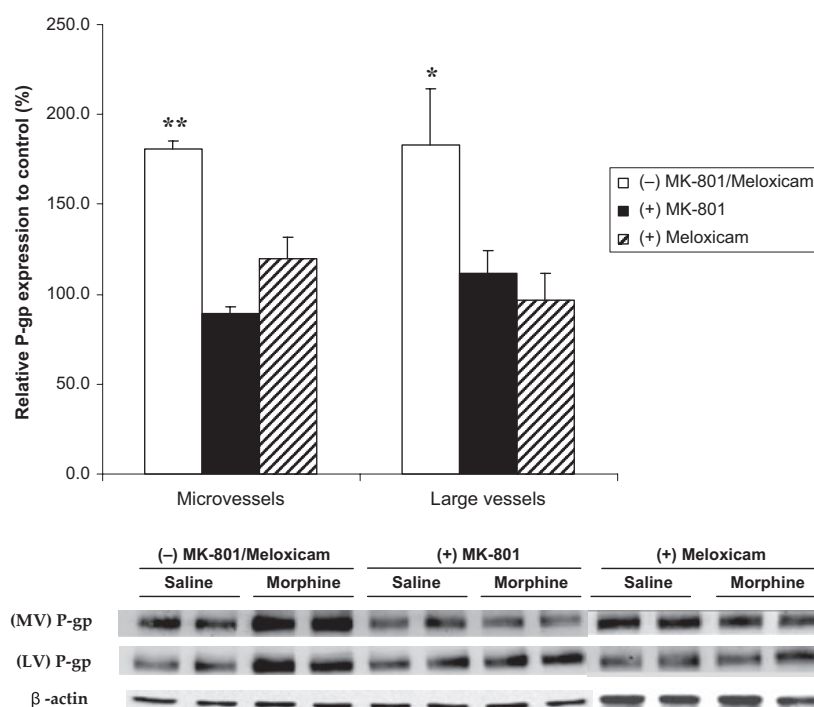 250.0
200.0
150.0
100.0
50.0
0.0
Relative P-gp expression to control (%)
**
*
Microvessels Large vessels
(–) MK-801/Meloxicam
(+) MK-801
(+) Meloxicam
(–) MK-801/Meloxicam (+) MK-801 (+) Meloxicam
Saline Morphine Saline Morphine Saline Morphine
(MV) P-gp
(LV) P-gp
β -actin